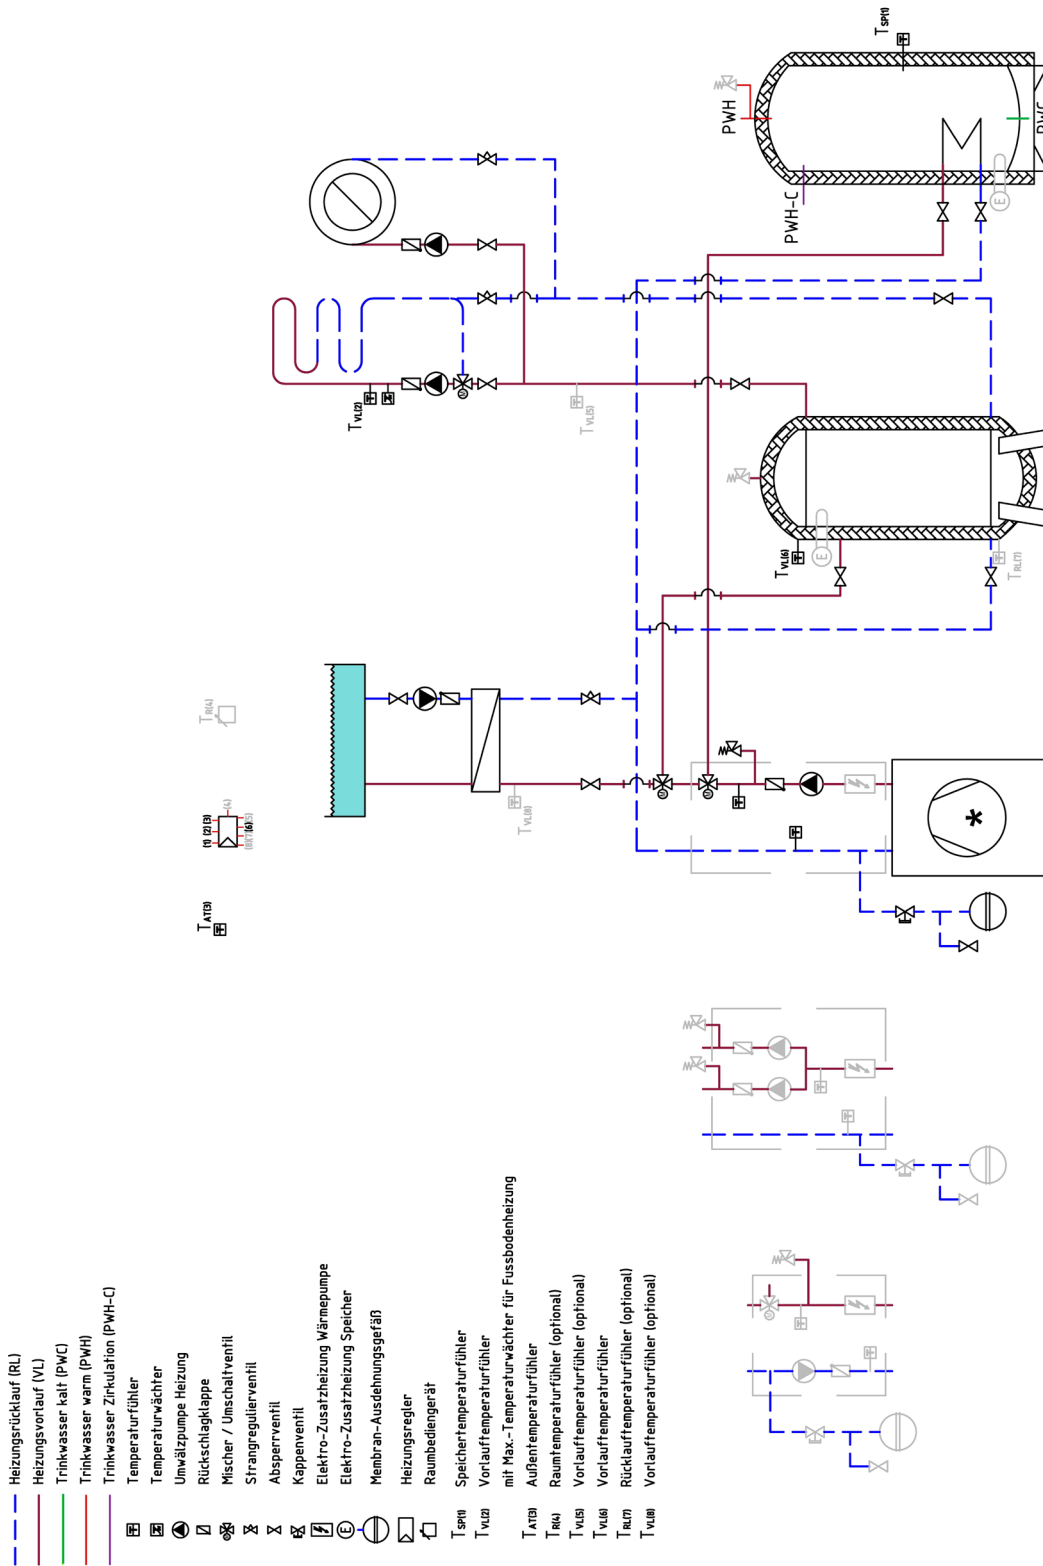 Heizungsrücklauf (RL)
Heizungsvorlauf (VL)
Trinkwasser kalt (PWC)
Trinkwasser warm (PWH)
Trinkwasser Zirkulation (PWH-C)
Temperaturfühler
Temperaturwächter
Umwälzpumpe Heizung
Rückschlagklappe
Mischer / Umschaltventil
Strangregulierventil
Absperrventil
Kappenventil
Elektro-Zusatzheizung Wärmepumpe
E Elektro-Zusatzheizung Speicher
Membran-Ausdehnungsgefäß
Heizungsregler
Raumbediengerät
TSP(1) Speichertemperaturfühler
TVL(2) Vorlauftemperaturfühler
mit Max.-Temperaturwächter für Fussbodenheizung
TAT(3) Außentemperaturfühler
TR(4) Raumtemperaturfühler (optional)
TVL(5) Vorlauftemperaturfühler (optional)
TVL(6) Vorlauftemperaturfühler
TRL(7) Rücklauftemperaturfühler (optional)
TVL(8) Vorlauftemperaturfühler (optional)
TAT(3)
(1) (2) (3)
(4)
(8)(7)(6)(5)
TR(4)
TVL(8)
TVL(2)
TVL(5)
TVL(6)
E
TRL(7)
PWH
PWH-C
TSP(1)
E
PWC